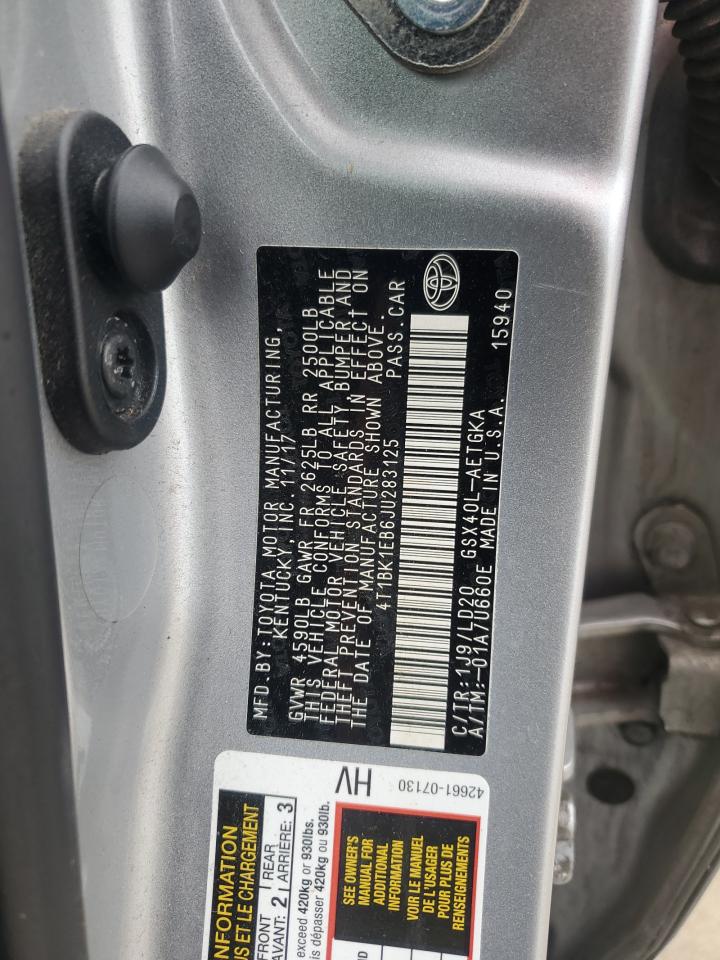 MFD.BY:TOYOTA MOTOR MANUFACTURING,
KENTUCKY,INC. 11/17
GVWR 4590LB GAWR FR 2625LB RR 2500LB
THIS VEHICLE CONFORMS TO ALL APPLICABLE
FEDERAL MOTOR VEHICLE SAFETY, BUMPER AND
THEFT PREVENTION STANDARDS IN EFFECT ON
THE DATE OF MANUFACTURE SHOWN ABOVE.
4T1BK1EB6JU283125 PASS.CAR
C/TR:1J9/LD20 GSX40L-AETGKA
A/TM:-01A/U660E MADE IN U.S.A. 15940
INFORMATION
US ET LE CHARGEMENT
FRONT
AVANT: 2
REAR
ARRIÈRE: 3
exceed 420kg or 930lbs.
is dépasser 420kg ou 930lb.
HV
42661-07130
SEE OWNER'S
MANUAL FOR
ADDITIONAL
INFORMATION
VOIR LE MANUEL
DE L'USAGER
POUR PLUS DE
RENSEIGNEMENTS